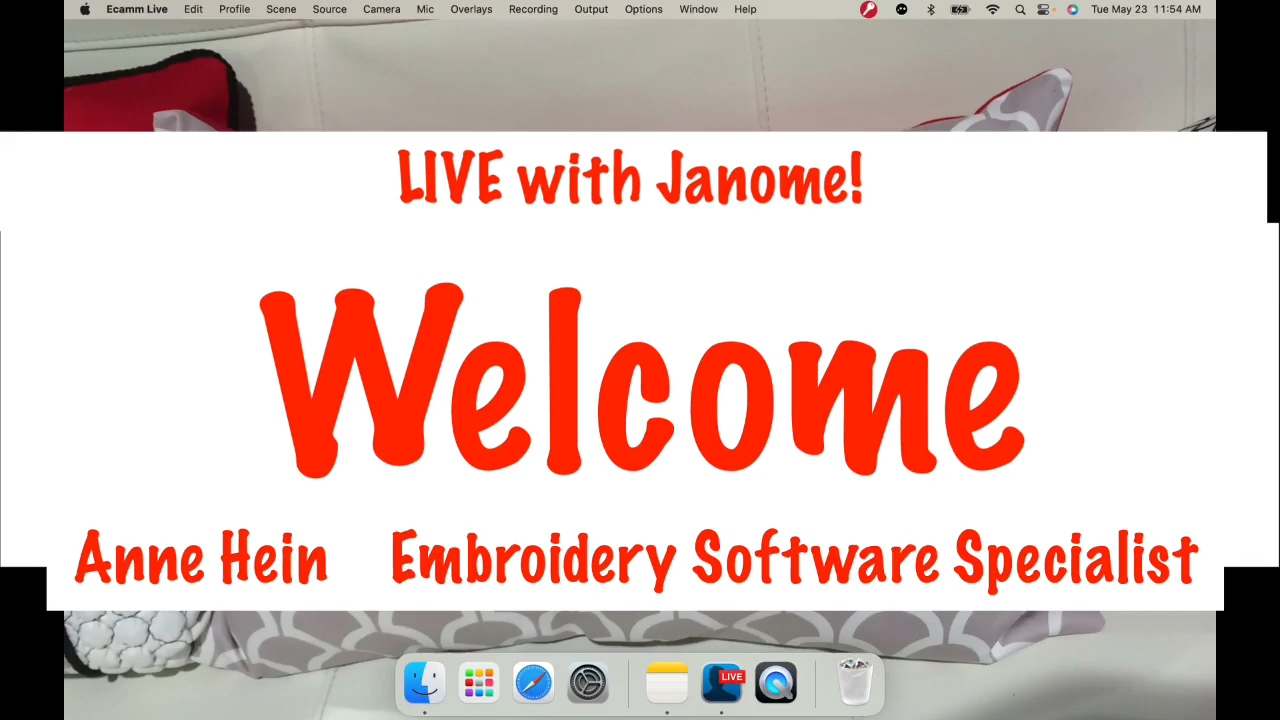 Ecamm Live Edit Profile Scene Source Camera Mic Overlays Recording Output Options Window Help Tue May 23 11:54 AM
LIVE with Janome!
Welcome
Anne Hein Embroidery Software Specialist
LIVE